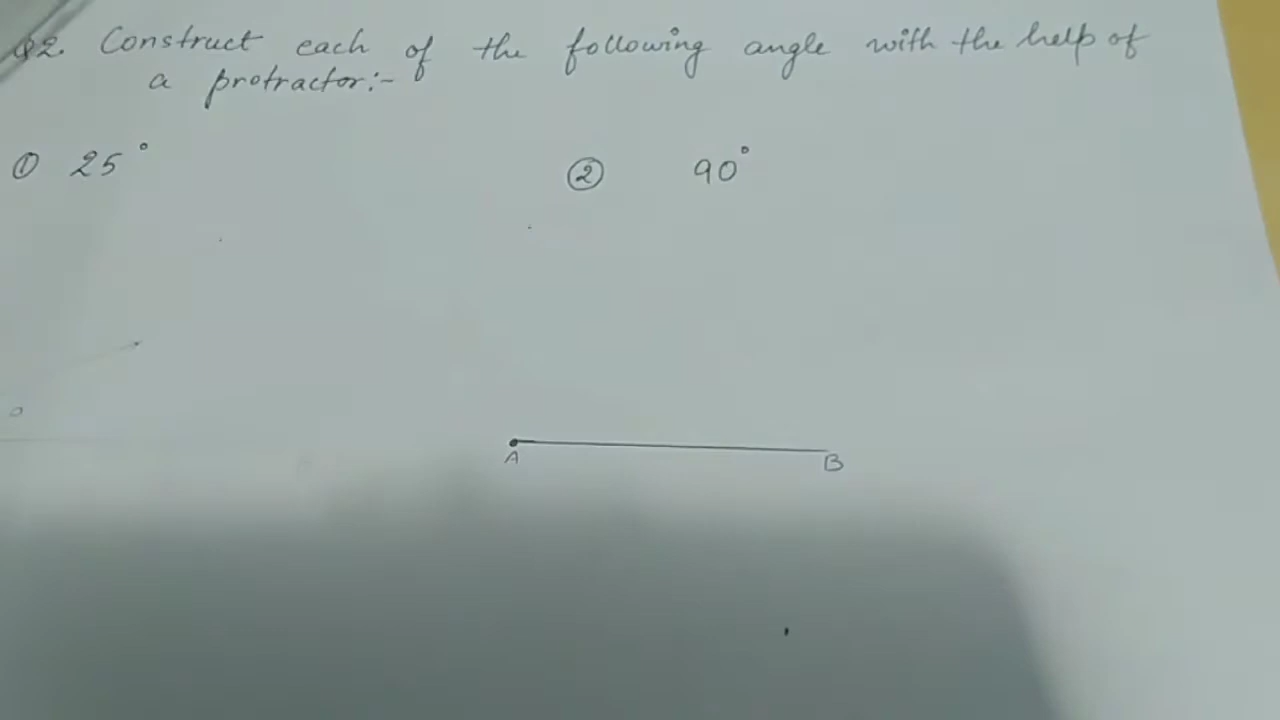 Q2. Construct each of the following angle with the help of
a protractor:-
① 25°
② 90°
A
B